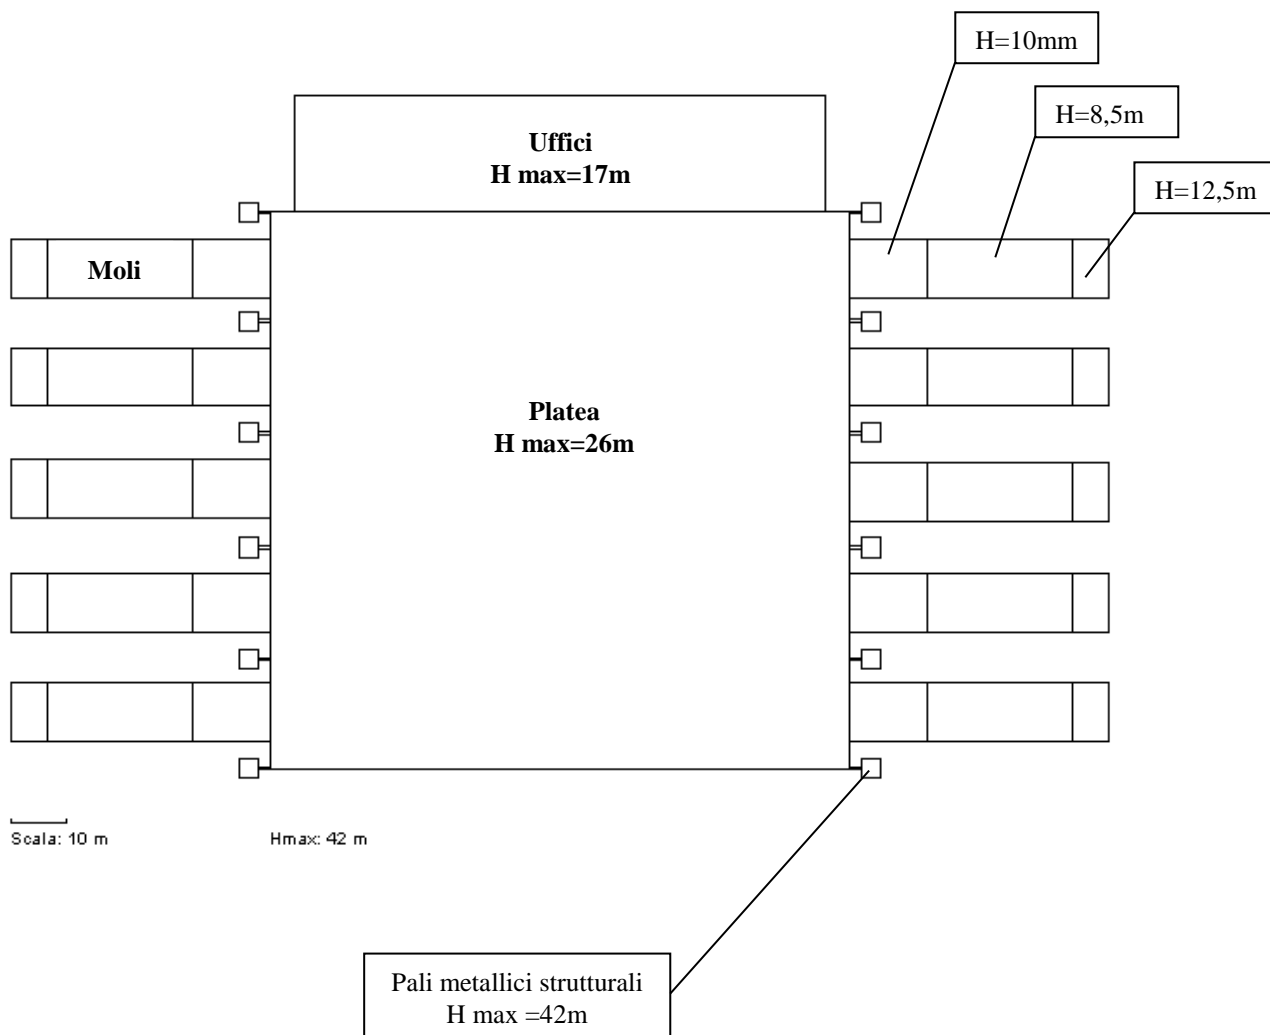 H=10mm
H=8,5m
Uffici
H max=17m
H=12,5m
Moli
Platea
H max=26m
Scala: 10 m
Hmax: 42 m
Pali metallici strutturali
H max =42m